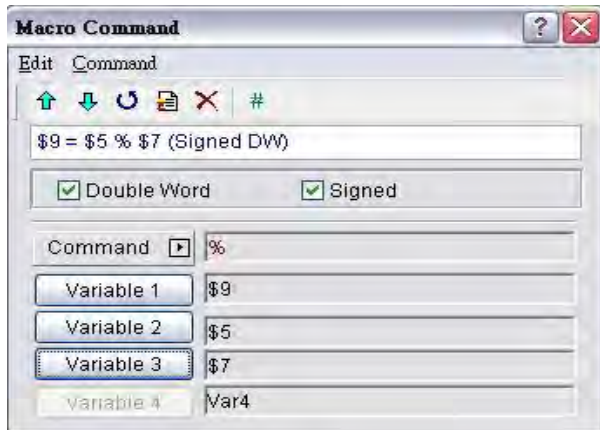 Macro Command ?
Edit Command
#
$9 = $5 % $7 (Signed DW)
Double Word Signed
Command %
Variable 1 $9
Variable 2 $5
Variable 3 $7
Variable 4 Var4